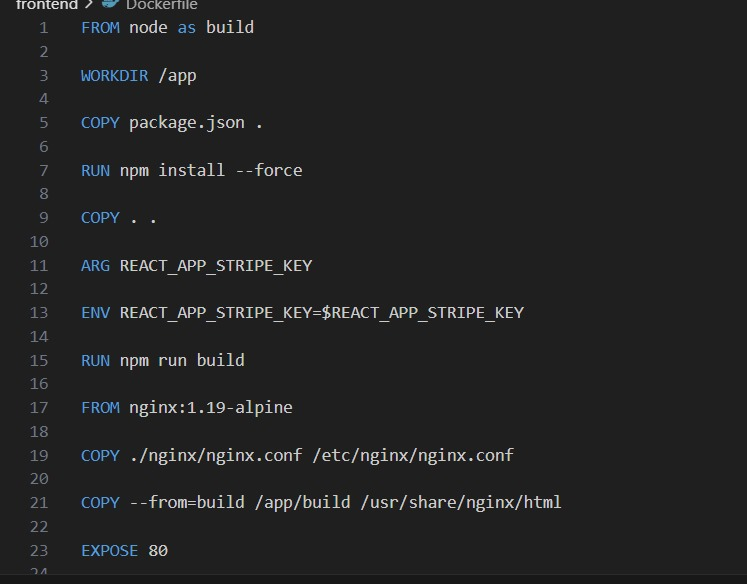 frontend > Dockerfile
1 FROM node as build
2
3 WORKDIR /app
4
5 COPY package.json .
6
7 RUN npm install --force
8
9 COPY . .
10
11 ARG REACT_APP_STRIPE_KEY
12
13 ENV REACT_APP_STRIPE_KEY=$REACT_APP_STRIPE_KEY
14
15 RUN npm run build
16
17 FROM nginx:1.19-alpine
18
19 COPY ./nginx/nginx.conf /etc/nginx/nginx.conf
20
21 COPY --from=build /app/build /usr/share/nginx/html
22
23 EXPOSE 80
24